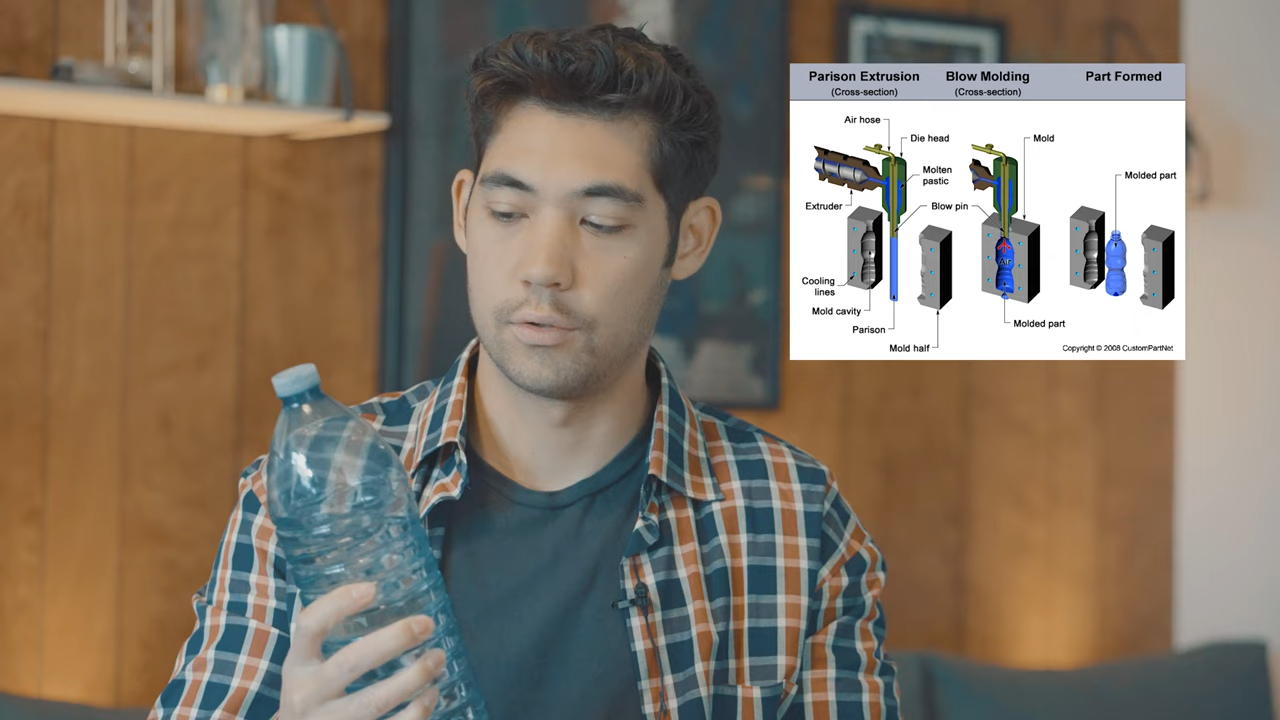 Parison Extrusion
(Cross-section)
Blow Molding
(Cross-section)
Part Formed
Air hose
Die head
Mold
Molten
pastic
Molded part
Extruder
Blow pin
Air
Cooling
lines
Mold cavity
Molded part
Parison
Mold half
Copyright © 2008 CustomPartNet